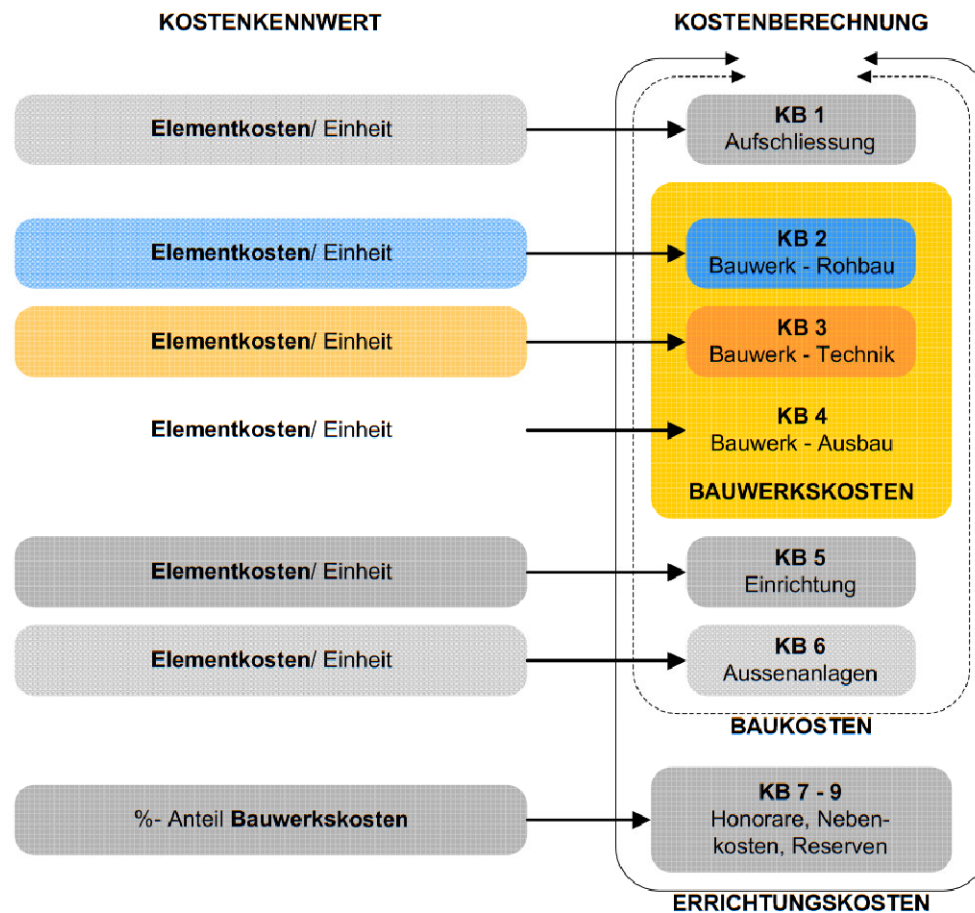 KOSTENKENNWERT
KOSTENBERECHNUNG
Elementkosten/ Einheit
KB 1
Aufschliessung
Elementkosten/ Einheit
KB 2
Bauwerk - Rohbau
Elementkosten/ Einheit
KB 3
Bauwerk - Technik
Elementkosten/ Einheit
KB 4
Bauwerk - Ausbau
BAUWERKSKOSTEN
Elementkosten/ Einheit
KB 5
Einrichtung
Elementkosten/ Einheit
KB 6
Aussenanlagen
BAUKOSTEN
%- Anteil Bauwerkskosten
KB 7 - 9
Honorare, Neben-
kosten, Reserven
ERRICHTUNGSKOSTEN